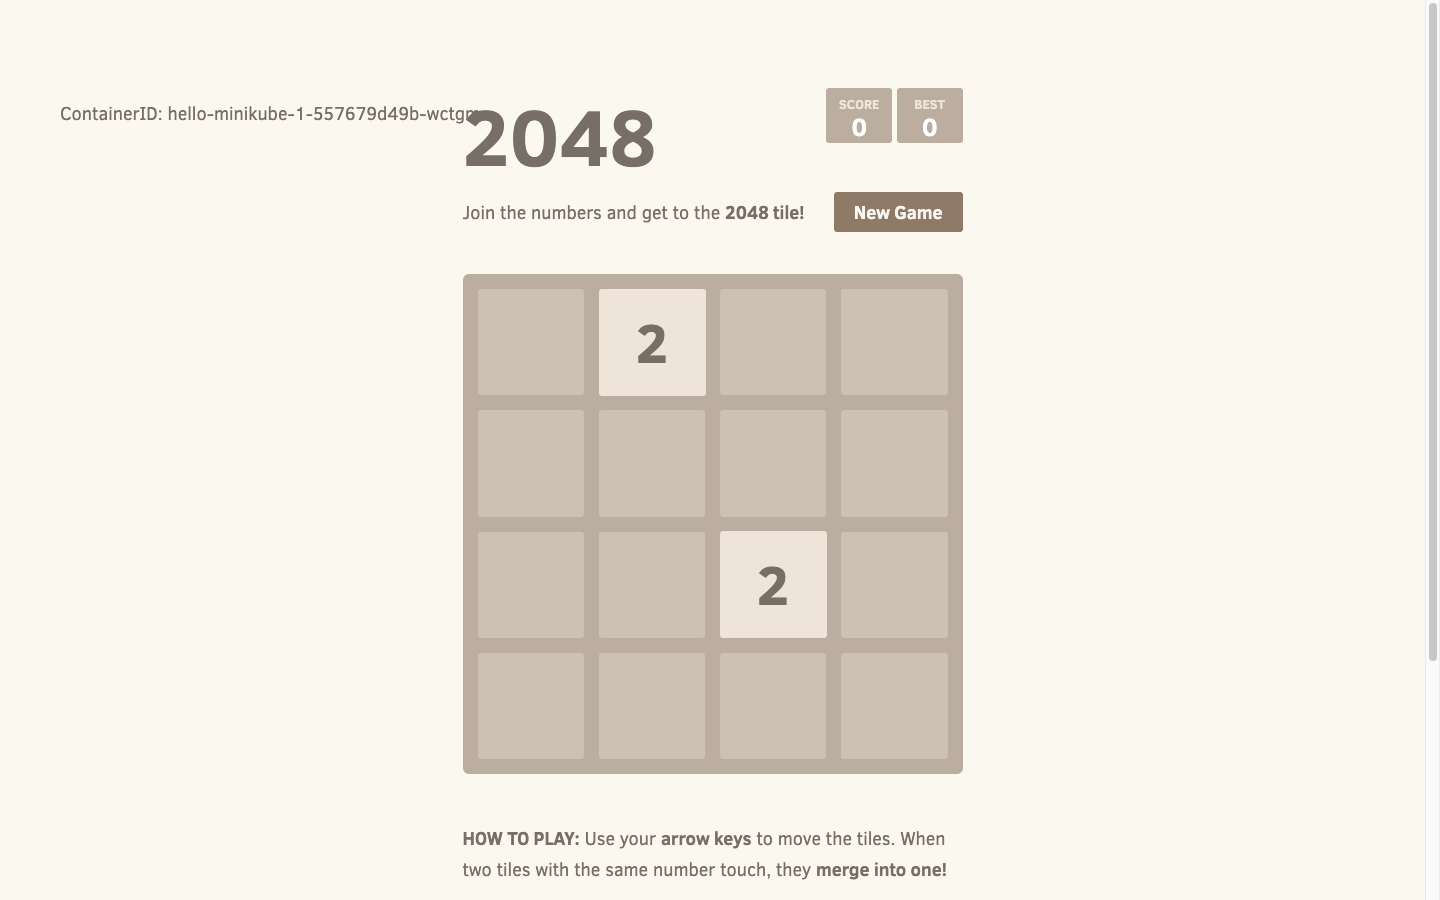 ContainerID: hello-minikube-1-557679d49b-wctgm
2048
SCORE
0
BEST
0
Join the numbers and get to the 2048 tile!
New Game
2
2
HOW TO PLAY: Use your arrow keys to move the tiles. When
two tiles with the same number touch, they merge into one!